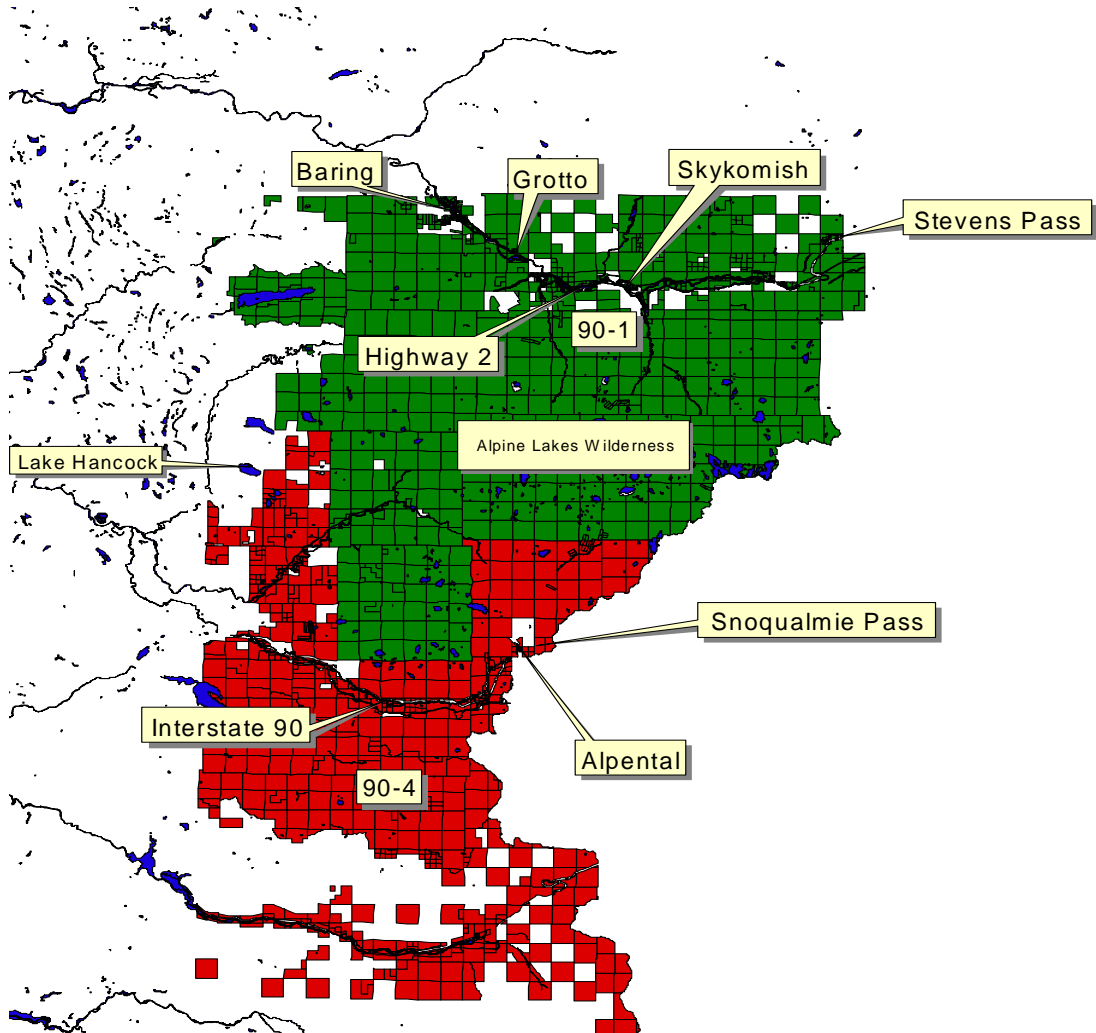 Baring
Grotto
Skykomish
Stevens Pass
90-1
Highway 2
Alpine Lakes Wilderness
Lake Hancock
Snoqualmie Pass
Interstate 90
Alpental
90-4